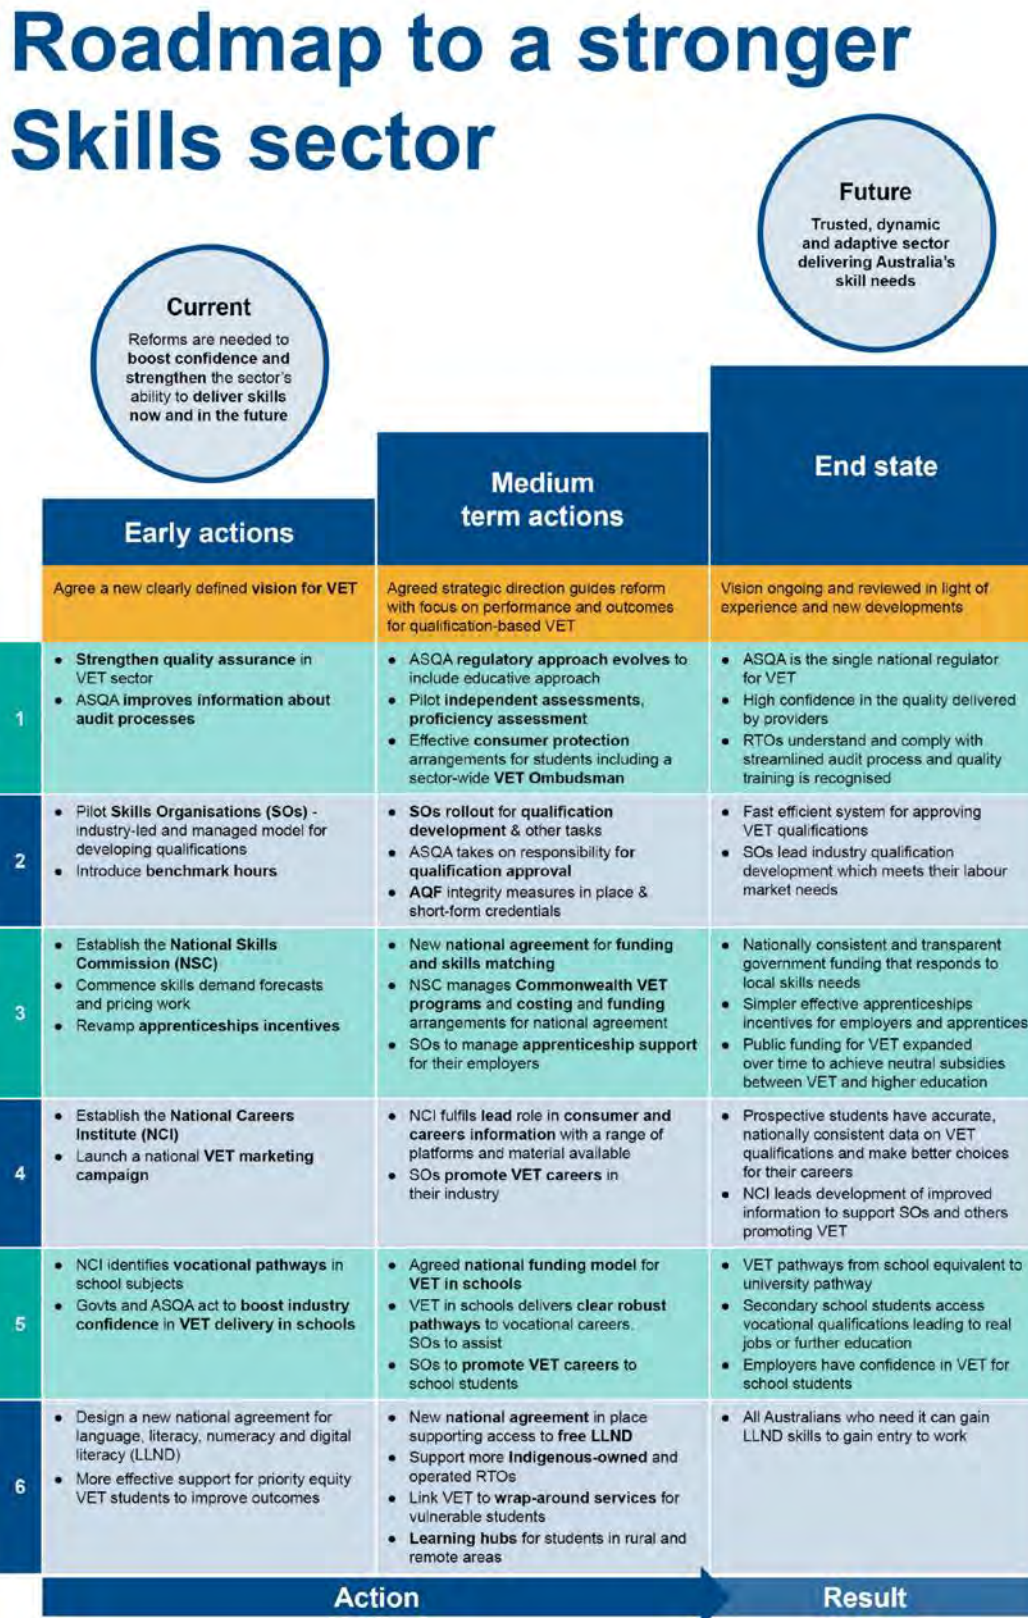 Roadmap to a stronger
Skills sector
Future
Trusted, dynamic
and adaptive sector
delivering Australia's
skill needs
Current
Reforms are needed to
boost confidence and
strengthen the sector's
ability to deliver skills
now and in the future
Early actions
Medium
term actions
End state
Agree a new clearly defined vision for VET
Agreed strategic direction guides reform
with focus on performance and outcomes
for qualification-based VET
Vision ongoing and reviewed in light of
experience and new developments
1
• Strengthen quality assurance in
VET sector
• ASQA improves information about
audit processes
• ASQA regulatory approach evolves to
include educative approach
• Pilot independent assessments,
proficiency assessment
• Effective consumer protection
arrangements for students including a
sector-wide VET Ombudsman
• ASQA is the single national regulator
for VET
• High confidence in the quality delivered
by providers
• RTOs understand and comply with
streamlined audit process and quality
training is recognised
2
• Pilot Skills Organisations (SOs) -
industry-led and managed model for
developing qualifications
• Introduce benchmark hours
• SOs rollout for qualification
development & other tasks
• ASQA takes on responsibility for
qualification approval
• AQF integrity measures in place &
short-form credentials
• Fast efficient system for approving
VET qualifications
• SOs lead industry qualification
development which meets their labour
market needs
3
• Establish the National Skills
Commission (NSC)
• Commence skills demand forecasts
and pricing work
• Revamp apprenticeships incentives
• New national agreement for funding
and skills matching
• NSC manages Commonwealth VET
programs and costing and funding
arrangements for national agreement
• SOs to manage apprenticeship support
for their employers
• Nationally consistent and transparent
government funding that responds to
local skills needs
• Simpler effective apprenticeships
incentives for employers and apprentices
• Public funding for VET expanded
over time to achieve neutral subsidies
between VET and higher education
4
• Establish the National Careers
Institute (NCI)
• Launch a national VET marketing
campaign
• NCI fulfils lead role in consumer and
careers information with a range of
platforms and material available
• SOs promote VET careers in
their industry
• Prospective students have accurate,
nationally consistent data on VET
qualifications and make better choices
for their careers
• NCI leads development of improved
information to support SOs and others
promoting VET
5
• NCI identifies vocational pathways in
school subjects
• Govts and ASQA act to boost industry
confidence in VET delivery in schools
• Agreed national funding model for
VET in schools
• VET in schools delivers clear robust
pathways to vocational careers.
SOs to assist
• SOs to promote VET careers to
school students
• VET pathways from school equivalent to
university pathway
• Secondary school students access
vocational qualifications leading to real
jobs or further education
• Employers have confidence in VET for
school students
6
• Design a new national agreement for
language, literacy, numeracy and digital
literacy (LLND)
• More effective support for priority equity
VET students to improve outcomes
• New national agreement in place
supporting access to free LLND
• Support more Indigenous-owned and
operated RTOs
• Link VET to wrap-around services for
vulnerable students
• Learning hubs for students in rural and
remote areas
• All Australians who need it can gain
LLND skills to gain entry to work
Action
Result